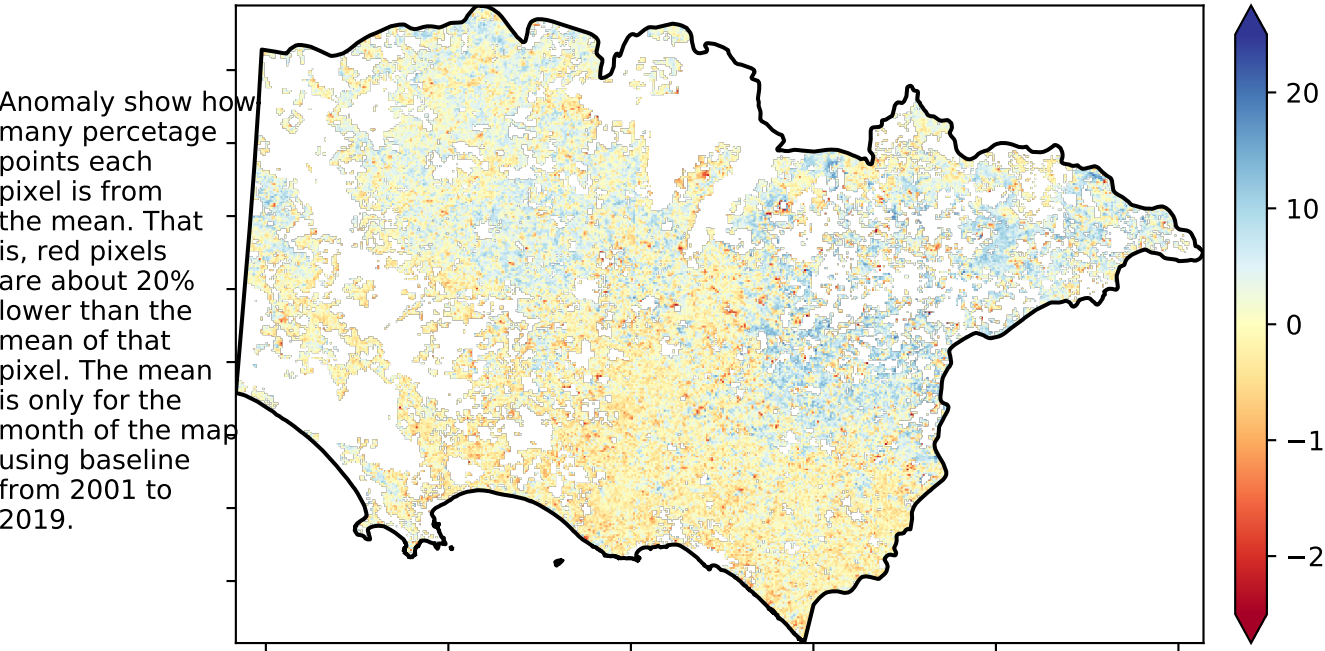 Anomaly show how
many percetage
points each
pixel is from
the mean. That
is, red pixels
are about 20%
lower than the
mean of that
pixel. The mean
is only for the
month of the map
using baseline
from 2001 to
2019.
20
10
0
−1
−2